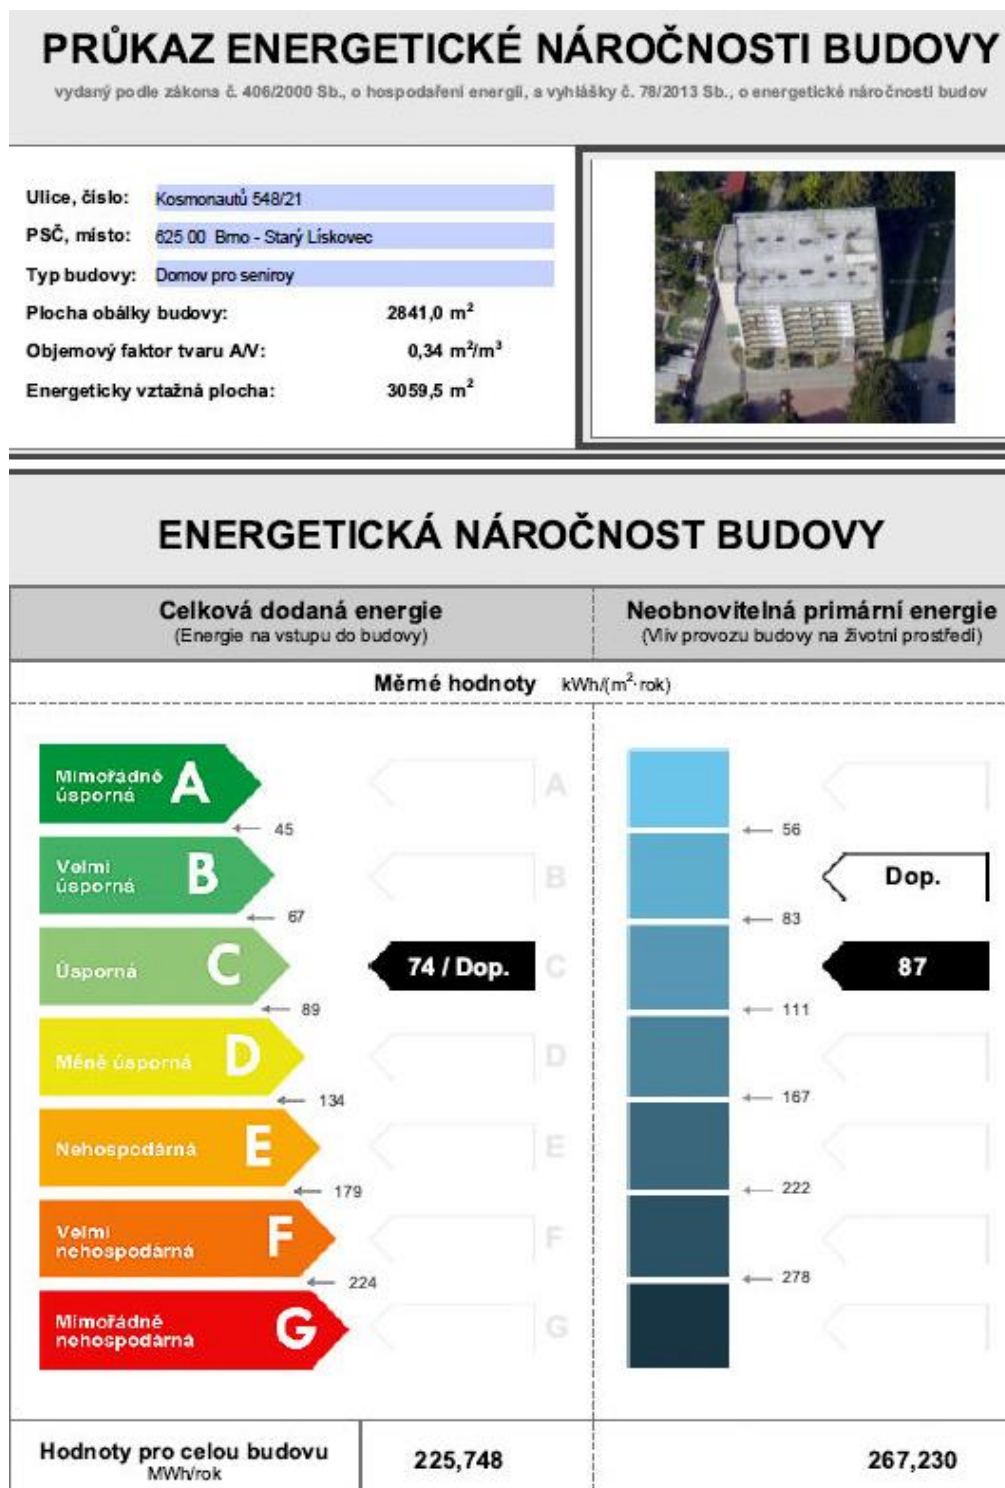 PRŮKAZ ENERGETICKÉ NÁROČNOSTI BUDOVY
vydaný podle zákona č. 406/2000 Sb., o hospodaření energií, a vyhlášky č. 78/2013 Sb., o energetické náročnosti budov
Ulice, číslo: Kosmonautů 548/21
PSČ, místo: 625 00 Brno - Starý Lískovec
Typ budovy: Domov pro seniroy
Plocha obálky budovy: 2841,0 m²
Objemový faktor tvaru A/V: 0,34 m²/m³
Energeticky vztažná plocha: 3059,5 m²
ENERGETICKÁ NÁROČNOST BUDOVY
Celková dodaná energie
(Energie na vstupu do budovy)
Neobnovitelná primární energie
(Vliv provozu budovy na životní prostředí)
Měrné hodnoty kWh/(m²·rok)
Mimořádně
úsporná A A
45 56
Velmi
úsporná B B Dop.
67 83
Úsporná C 74 / Dop. C 87
89 111
Méně úsporná D D
134 167
Nehospodárná E E
179 222
Velmi
nehospodárná F F
224 278
Mimořádně
nehospodárná G G
Hodnoty pro celou budovu
MWh/rok
225,748 267,230